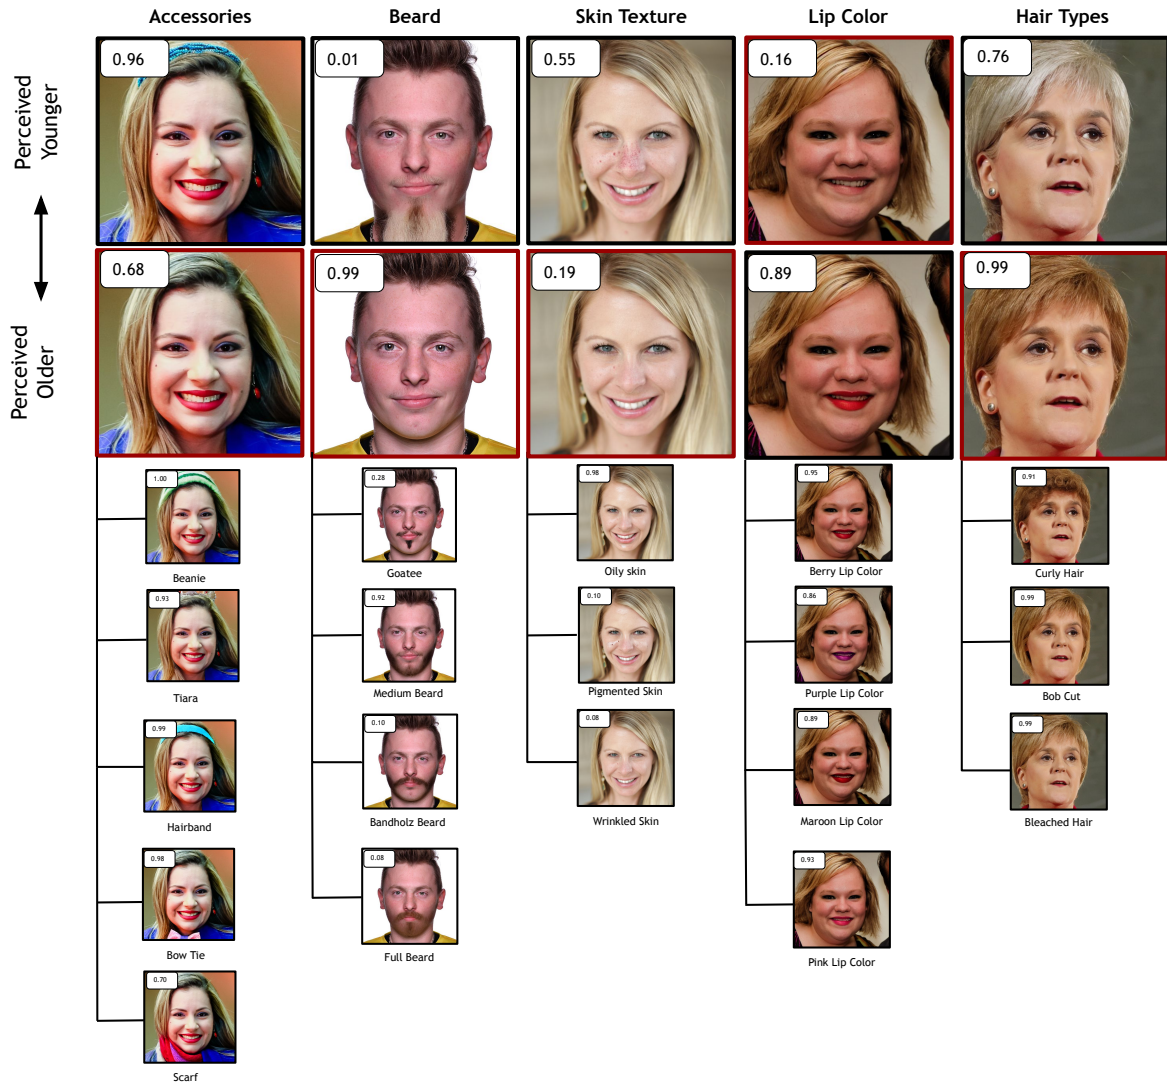 Accessories
Beard
Skin Texture
Lip Color
Hair Types
Perceived
Younger
0.96
0.01
0.55
0.16
0.76
Perceived
Older
0.68
0.99
0.19
0.89
0.99
1.00
0.28
0.98
0.95
0.91
Beanie
Goatee
Oily skin
Berry Lip Color
Curly Hair
0.93
0.92
0.10
0.86
0.99
Tiara
Medium Beard
Pigmented Skin
Purple Lip Color
Bob Cut
0.99
0.10
0.08
0.89
0.99
Hairband
Bandholz Beard
Wrinkled Skin
Maroon Lip Color
Bleached Hair
0.98
0.08
0.93
Bow Tie
Full Beard
Pink Lip Color
0.70
Scarf